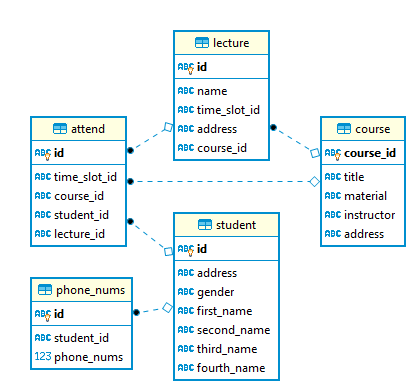 lecture
ABC id
ABC name
ABC time_slot_id
ABC address
ABC course_id
attend
ABC id
ABC time_slot_id
ABC course_id
ABC student_id
ABC lecture_id
course
ABC course_id
ABC title
ABC material
ABC instructor
ABC address
student
ABC id
ABC address
ABC gender
ABC first_name
ABC second_name
ABC third_name
ABC fourth_name
phone_nums
ABC id
ABC student_id
123 phone_nums